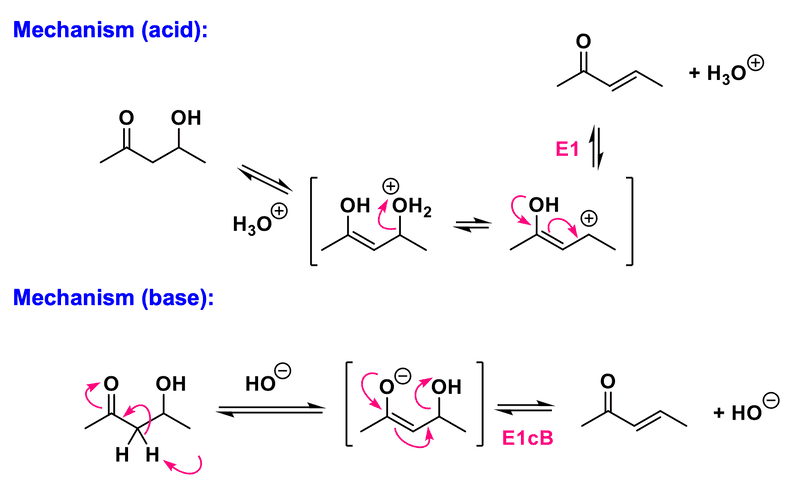 Mechanism (acid):
O
+ H3O⊕
E1
O OH
H3O⊕
OH ⊕OH2
OH ⊕
Mechanism (base):
O OH
H H
HO⊖
O⊖ OH
E1cB
O
+ HO⊖